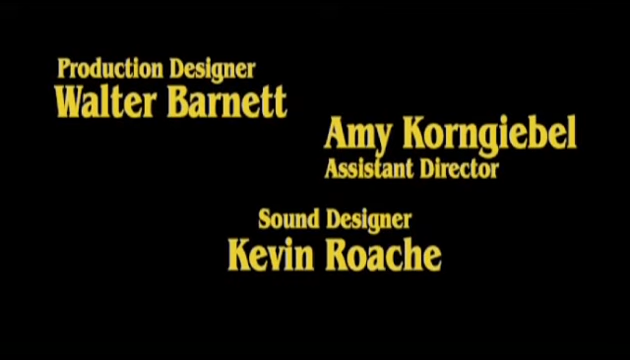 Production Designer
Walter Barnett
Amy Korngiebel
Assistant Director
Sound Designer
Kevin Roache